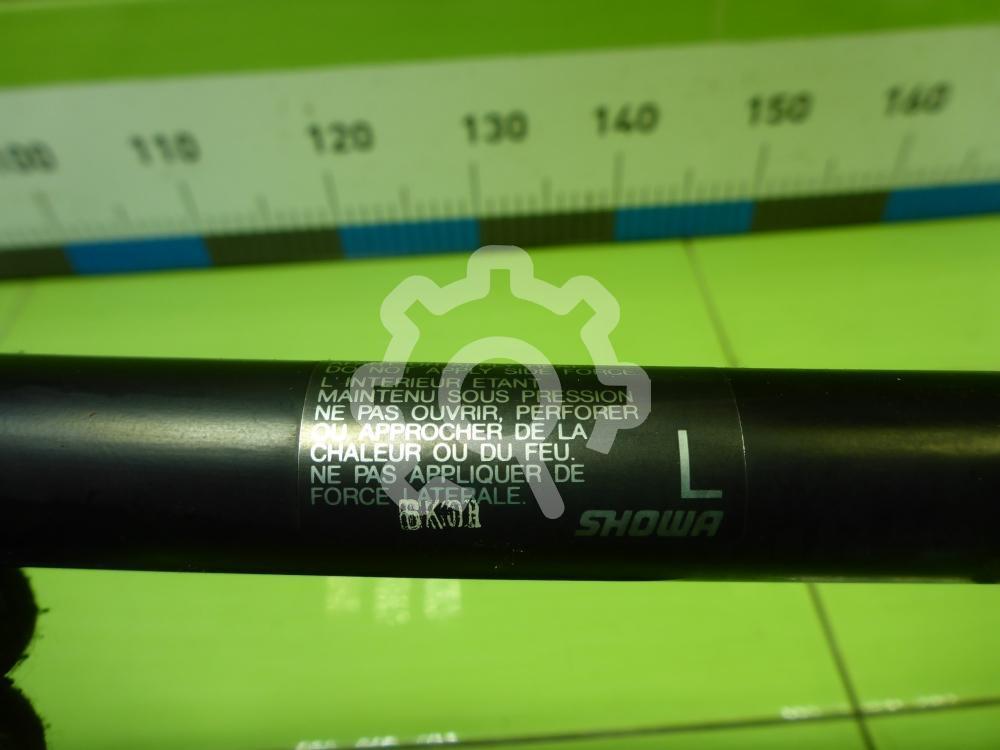 100 110 120 130 140 150 160
DO NOT APPLY SIDE FORCE
L'INTERIEUR ETANT
MAINTENU SOUS PRESSION
NE PAS OUVRIR, PERFORER
OU APPROCHER DE LA
CHALEUR OU DU FEU.
NE PAS APPLIQUER DE
FORCE LATERALE.
L
BK01
SHOWA